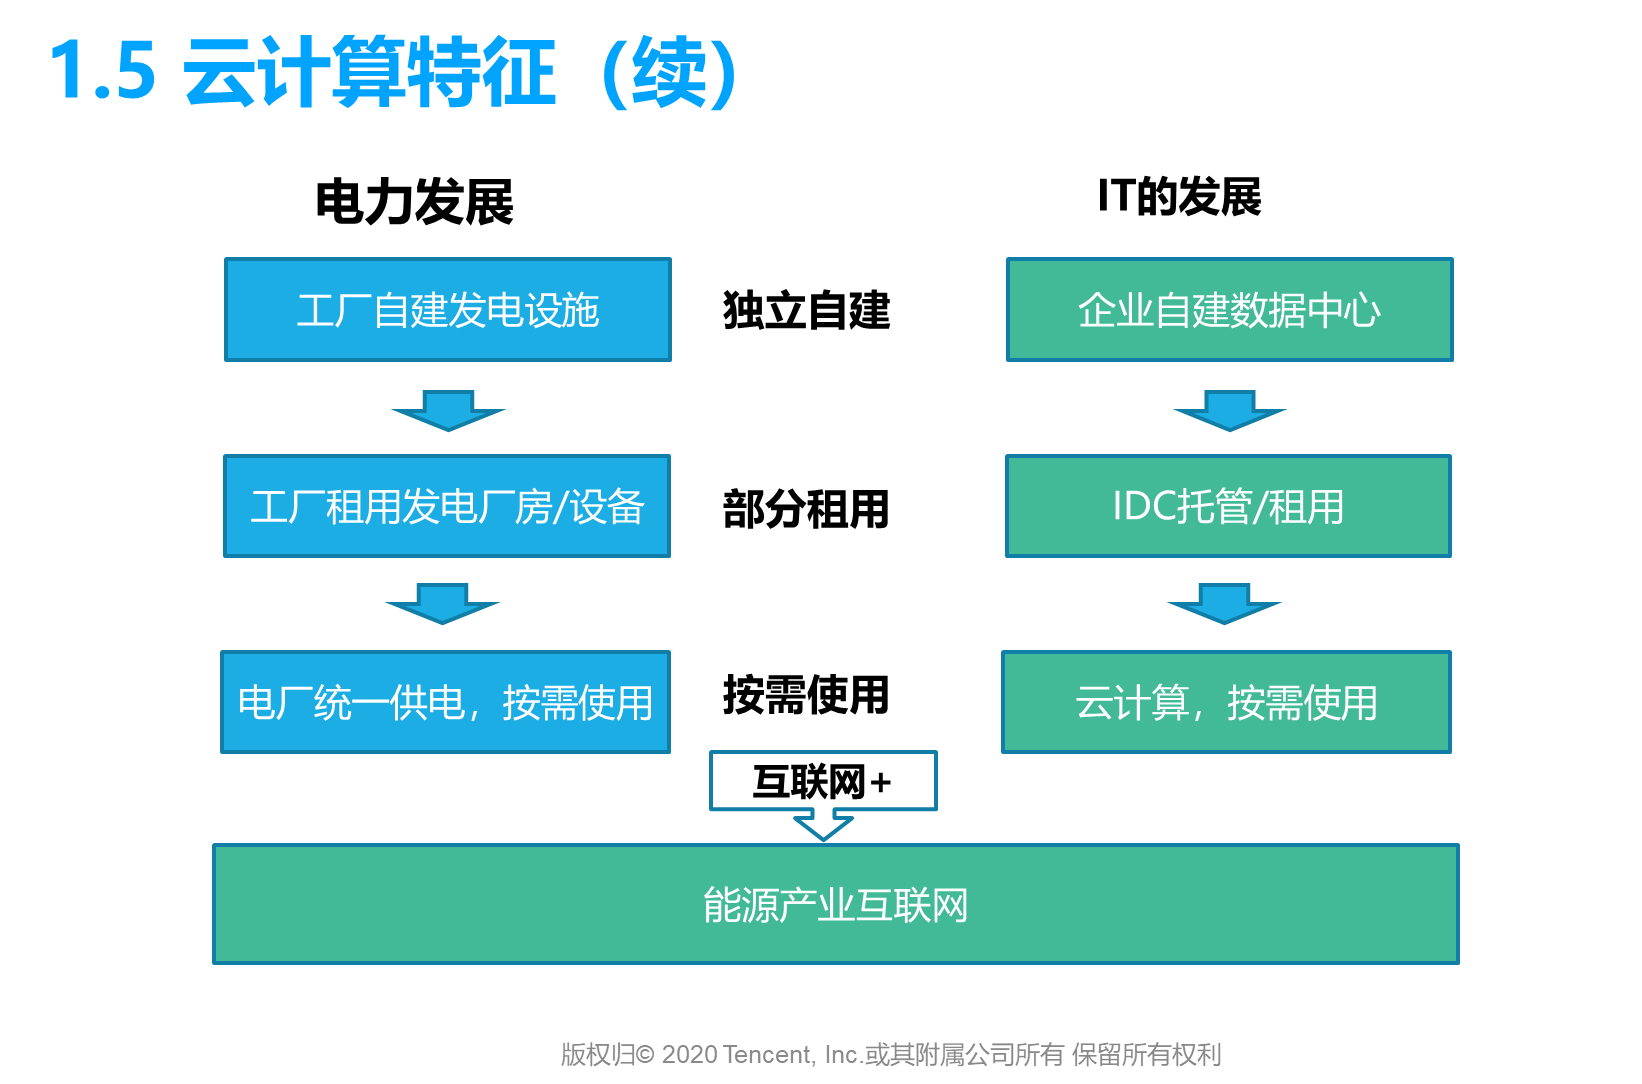 1.5 云计算特征（续）
电力发展
IT的发展
工厂自建发电设施
独立自建
企业自建数据中心
工厂租用发电厂房/设备
部分租用
IDC托管/租用
电厂统一供电，按需使用
按需使用
云计算，按需使用
互联网+
能源产业互联网
版权归© 2020 Tencent, Inc.或其附属公司所有 保留所有权利